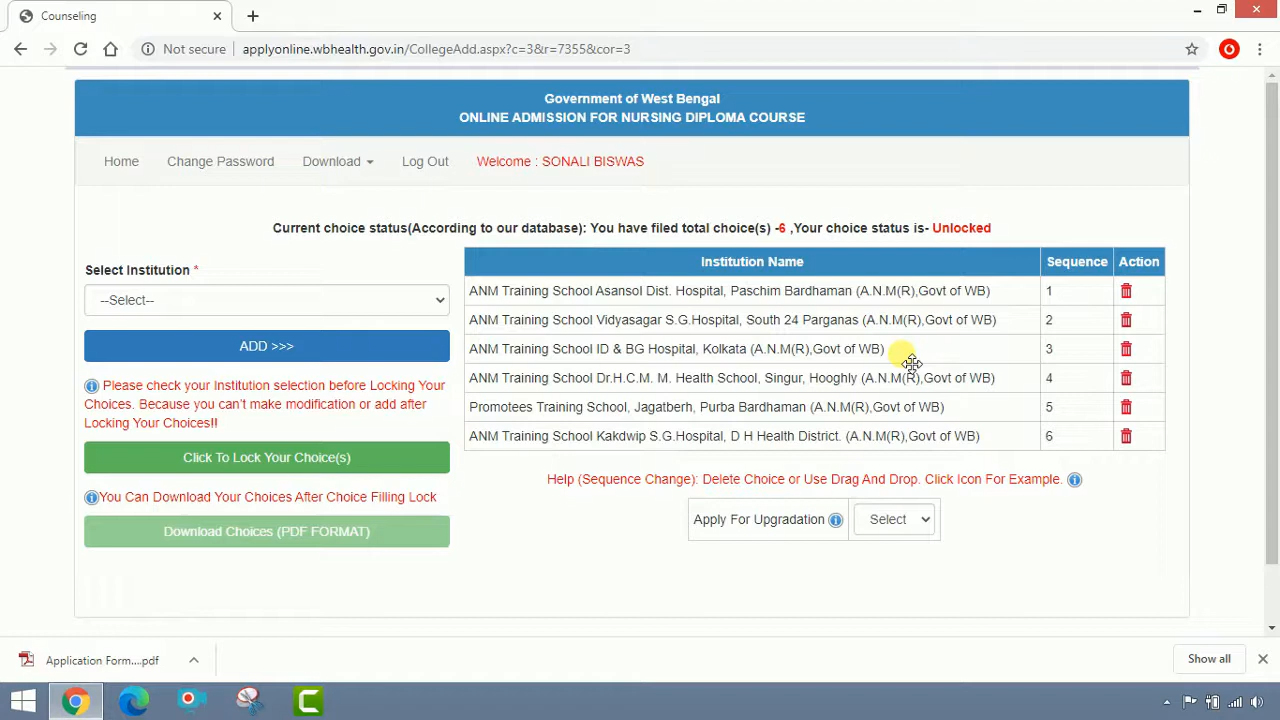 Counseling
Not secure
applyonline.wbhealth.gov.in/CollegeAdd.aspx?c=3&r=7355&cor=3
Government of West Bengal
ONLINE ADMISSION FOR NURSING DIPLOMA COURSE
Home Change Password Download Log Out Welcome : SONALI BISWAS
Current choice status(According to our database): You have filed total choice(s) -6 ,Your choice status is- Unlocked
Select Institution *
--Select--
ADD >>>
Please check your Institution selection before Locking Your
Choices. Because you can't make modification or add after
Locking Your Choices!!
Click To Lock Your Choice(s)
You Can Download Your Choices After Choice Filling Lock
Download Choices (PDF FORMAT)
Institution Name Sequence Action
ANM Training School Asansol Dist. Hospital, Paschim Bardhaman (A.N.M(R),Govt of WB) 1
ANM Training School Vidyasagar S.G.Hospital, South 24 Parganas (A.N.M(R),Govt of WB) 2
ANM Training School ID & BG Hospital, Kolkata (A.N.M(R),Govt of WB) 3
ANM Training School Dr.H.C.M. M. Health School, Singur, Hooghly (A.N.M(R),Govt of WB) 4
Promotees Training School, Jagatberh, Purba Bardhaman (A.N.M(R),Govt of WB) 5
ANM Training School Kakdwip S.G.Hospital, D H Health District. (A.N.M(R),Govt of WB) 6
Help (Sequence Change): Delete Choice or Use Drag And Drop. Click Icon For Example.
Apply For Upgradation Select
Application Form....pdf
Show all